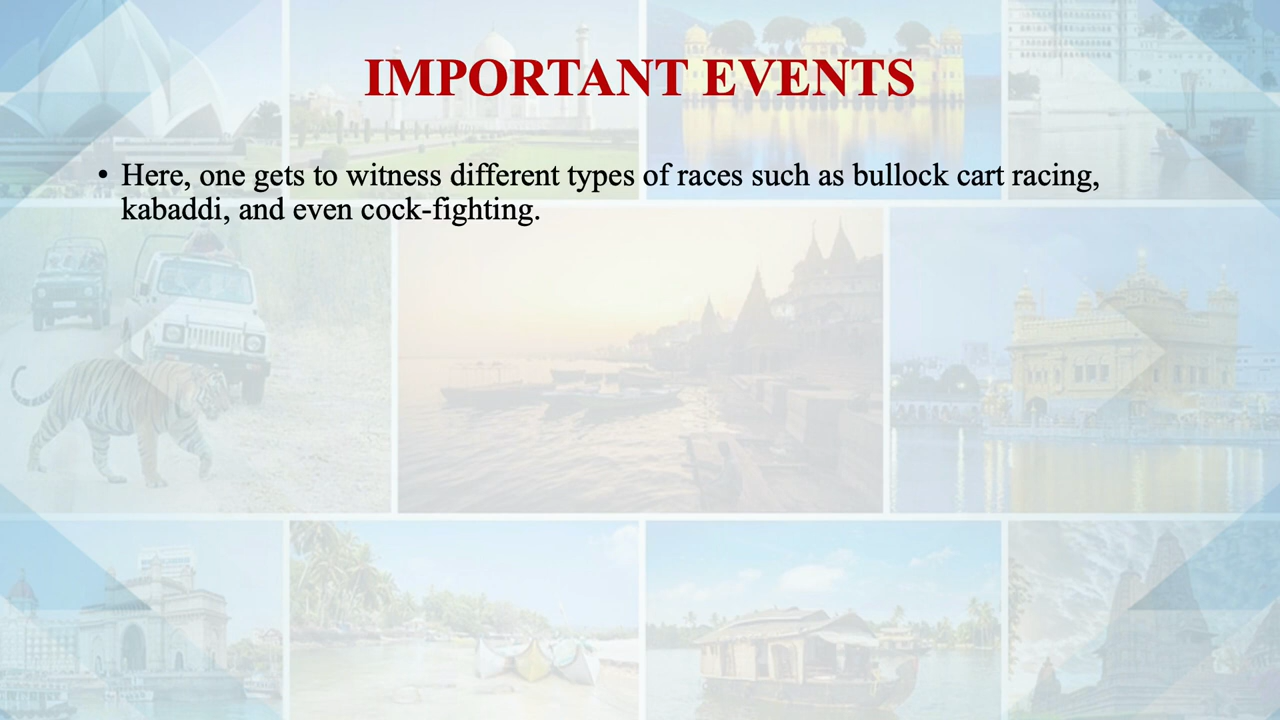 IMPORTANT EVENTS
• Here, one gets to witness different types of races such as bullock cart racing,
kabaddi, and even cock-fighting.